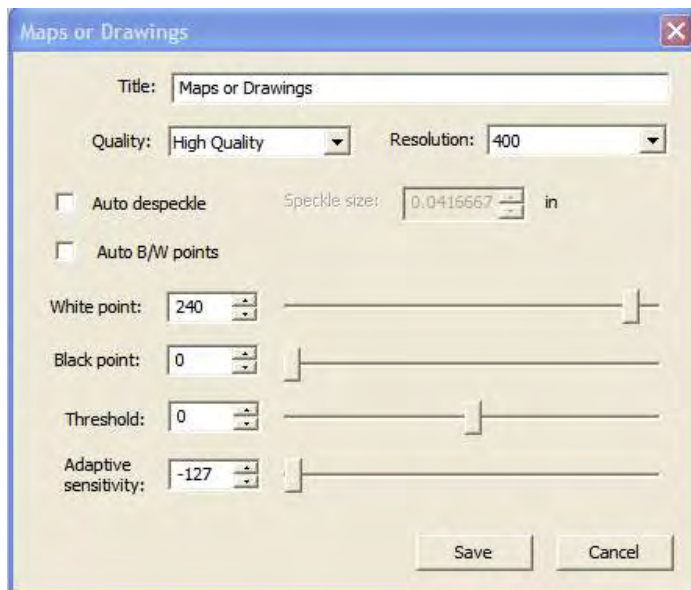 Maps or Drawings
Title: Maps or Drawings
Quality: High Quality Resolution: 400
Auto despeckle Speckle size: 0.0416667 in
Auto B/W points
White point: 240
Black point: 0
Threshold: 0
Adaptive
sensitivity: -127
Save Cancel